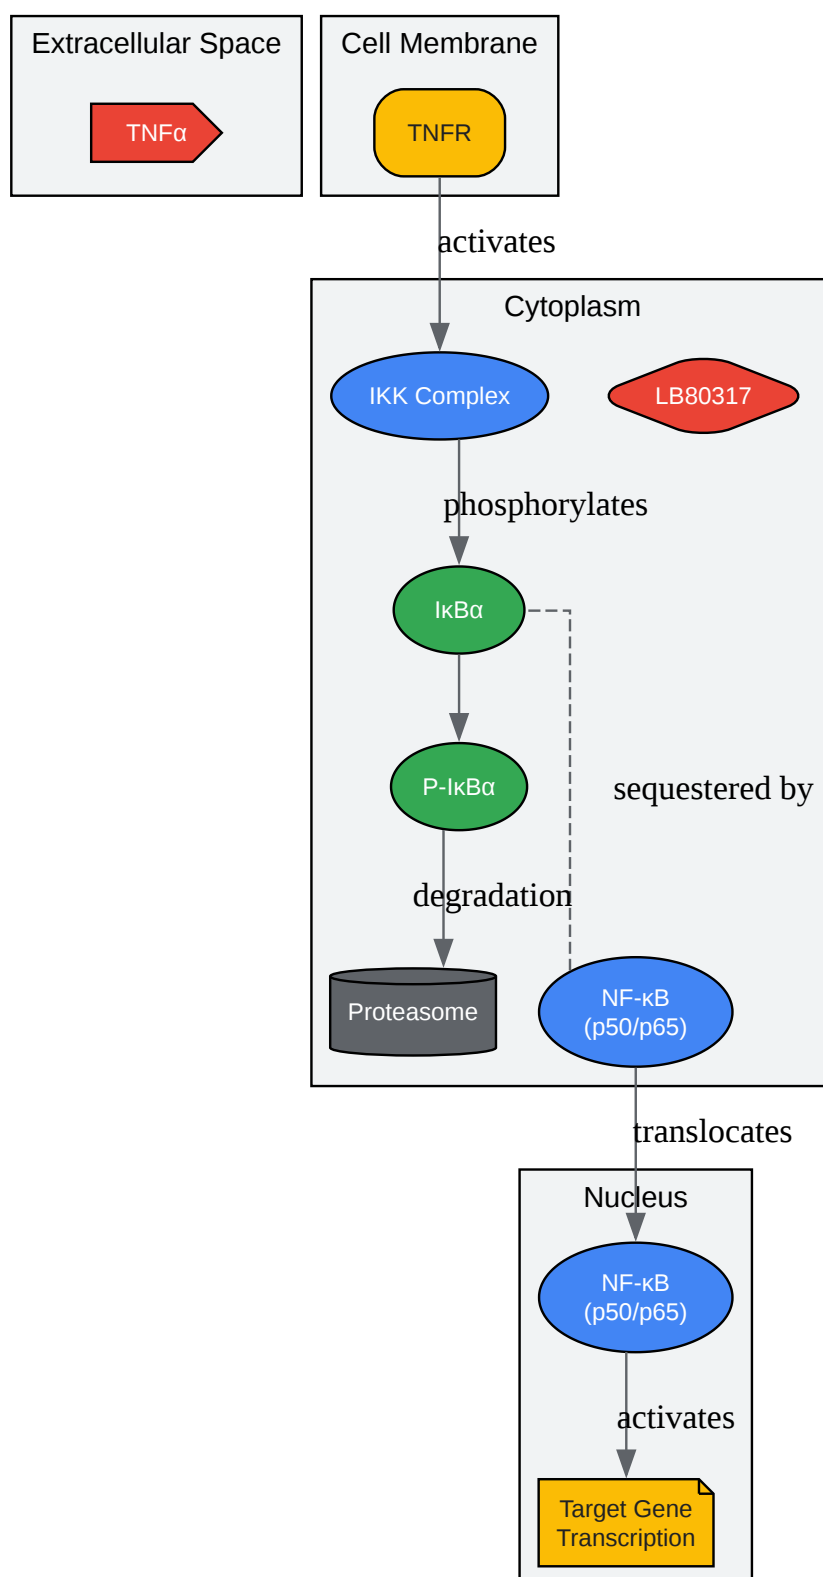 Extracellular Space
Cell Membrane
TNFα
TNFR
activates
Cytoplasm
IKK Complex
LB80317
phosphorylates
IκBα
P-IκBα
sequestered by
degradation
Proteasome
NF-κB
(p50/p65)
translocates
Nucleus
NF-κB
(p50/p65)
activates
Target Gene
Transcription